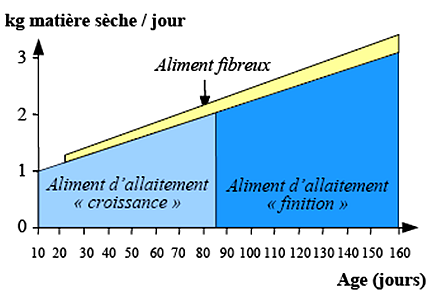 kg matière sèche / jour
3
Aliment fibreux
2
1
Aliment d'allaitement
« croissance »
Aliment d'allaitement
« finition »
0
10 20 30 40 50 60 70 80 90 100 110 120 130 140 150 160
Age (jours)